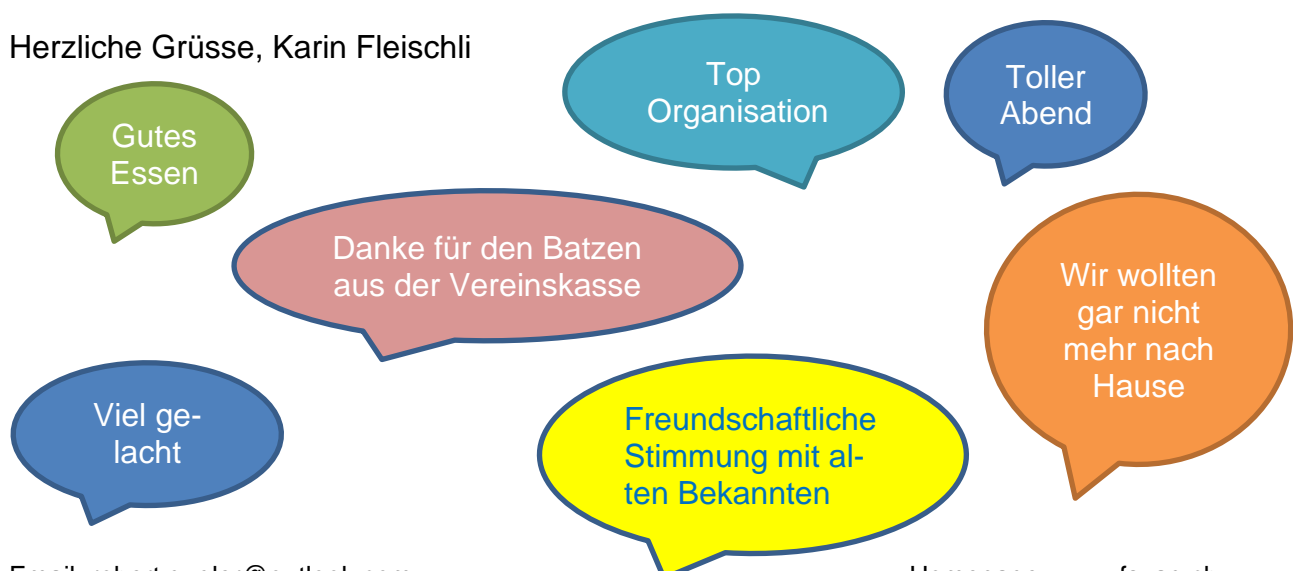 Herzliche Grüsse, Karin Fleischli
Top
Organisation
Toller
Abend
Gutes
Essen
Danke für den Batzen
aus der Vereinskasse
Wir wollten
gar nicht
mehr nach
Hause
Viel ge-
lacht
Freundschaftliche
Stimmung mit al-
ten Bekannten